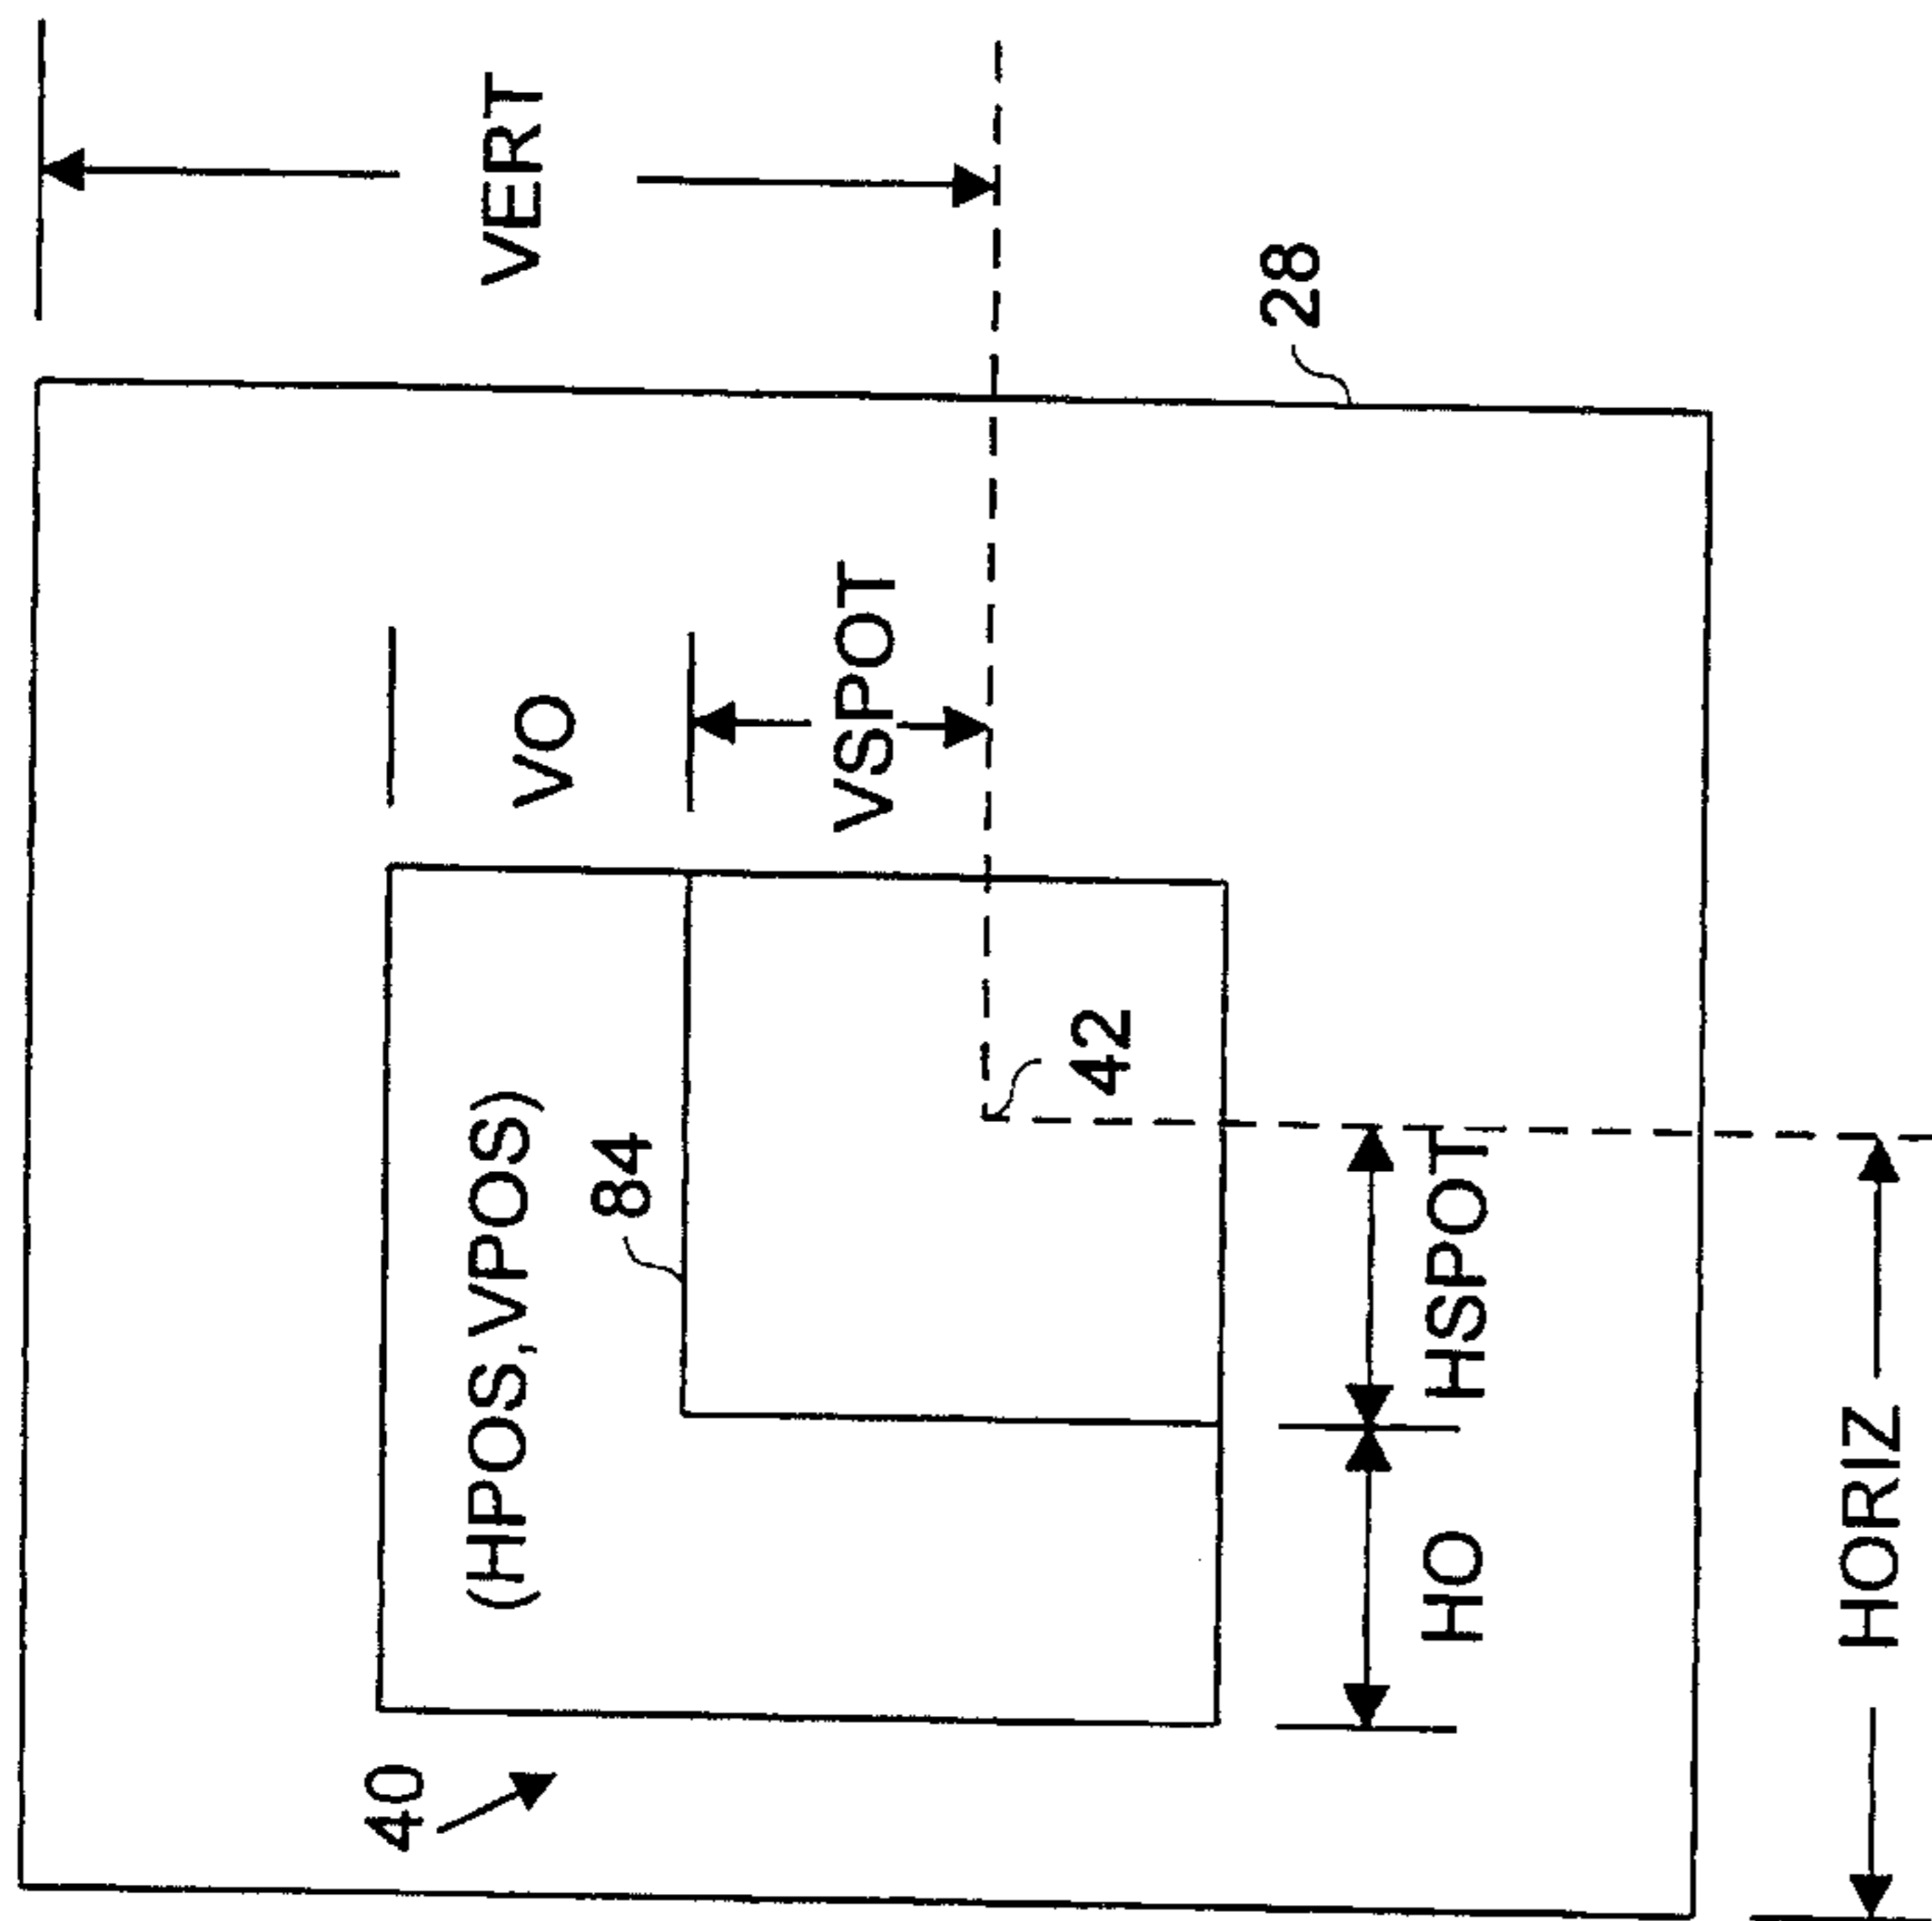 40
(HPOS,VPOS)
VERT
VO
84
VSPOT
42
28
HO
HSPOT
HORIZ